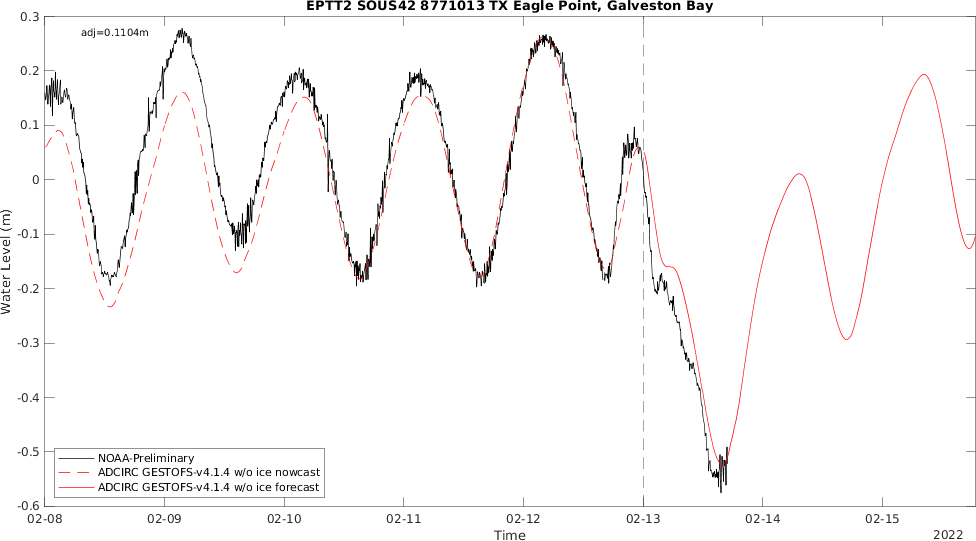 EPTT2 SOUS42 8771013 TX Eagle Point, Galveston Bay
adj=0.1104m
0.3
0.2
0.1
0
-0.1
-0.2
-0.3
-0.4
-0.5
-0.6
Water Level (m)
NOAA-Preliminary
ADCIRC GESTOFS-v4.1.4 w/o ice nowcast
ADCIRC GESTOFS-v4.1.4 w/o ice forecast
02-08 02-09 02-10 02-11 02-12 02-13 02-14 02-15
Time
2022